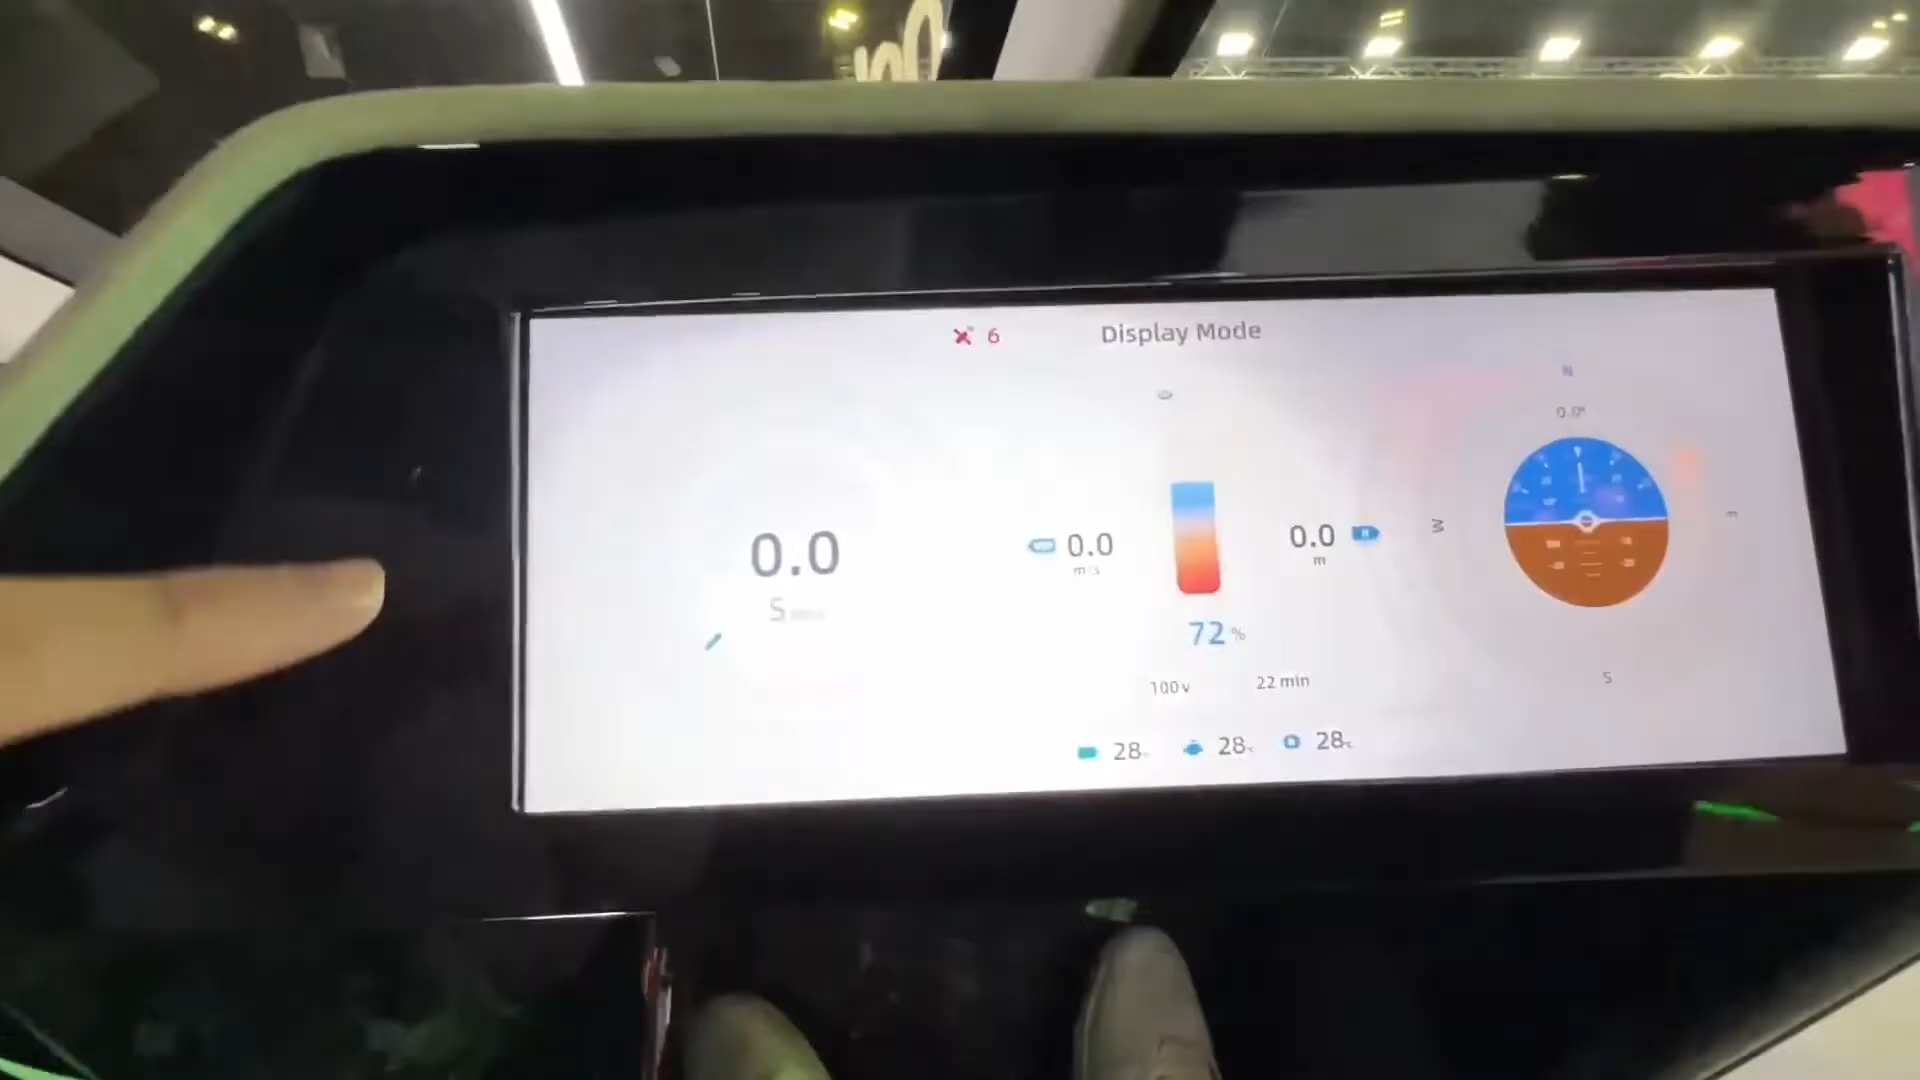 6 Display Mode
N
0.0°
0.0
S
0.0
m/s
0.0
m
H
W
E
72 %
100 v 22 min
S
28 28 28